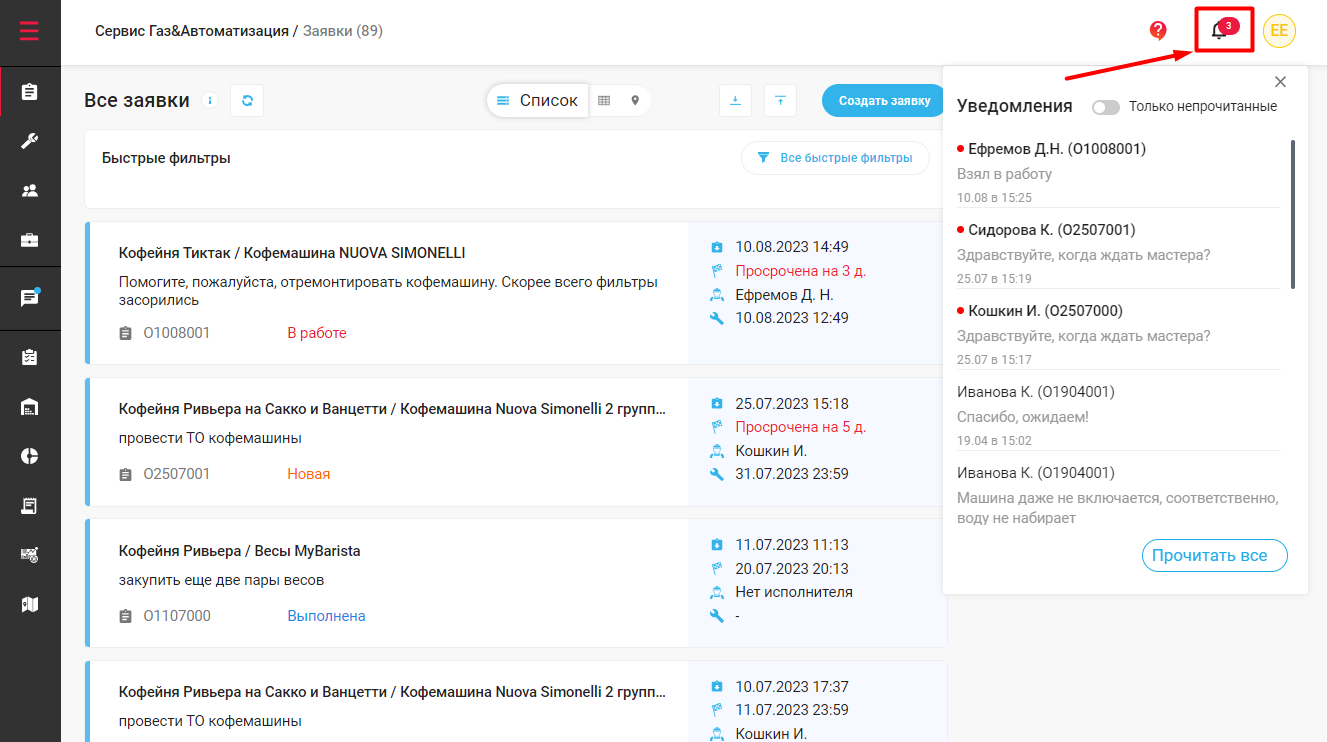 Сервис Газ&Автоматизация / Заявки (89)
3
EE
Все заявки
Список
Создать заявку
Быстрые фильтры
Все быстрые фильтры
Кофейня Тиктак / Кофемашина NUOVA SIMONELLI
Помогите, пожалуйста, отремонтировать кофемашину. Скорее всего фильтры
засорились
О1008001
В работе
10.08.2023 14:49
Просрочена на 3 д.
Ефремов Д. Н.
10.08.2023 12:49
Кофейня Ривьера на Сакко и Ванцетти / Кофемашина Nuova Simonelli 2 групп...
провести ТО кофемашины
О2507001
Новая
25.07.2023 15:18
Просрочена на 5 д.
Кошкин И.
31.07.2023 23:59
Кофейня Ривьера / Весы MyBarista
закупить еще две пары весов
О1107000
Выполнена
11.07.2023 11:13
20.07.2023 20:13
Нет исполнителя
-
Кофейня Ривьера на Сакко и Ванцетти / Кофемашина Nuova Simonelli 2 групп...
провести ТО кофемашины
10.07.2023 17:37
11.07.2023 23:59
Кошкин И.
Уведомления
Только непрочитанные
Ефремов Д.Н. (О1008001)
Взял в работу
10.08 в 15:25
Сидорова К. (О2507001)
Здравствуйте, когда ждать мастера?
25.07 в 15:19
Кошкин И. (О2507000)
Здравствуйте, когда ждать мастера?
25.07 в 15:17
Иванова К. (О1904001)
Спасибо, ожидаем!
19.04 в 15:02
Иванова К. (О1904001)
Машина даже не включается, соответственно,
воду не набирает
Прочитать все